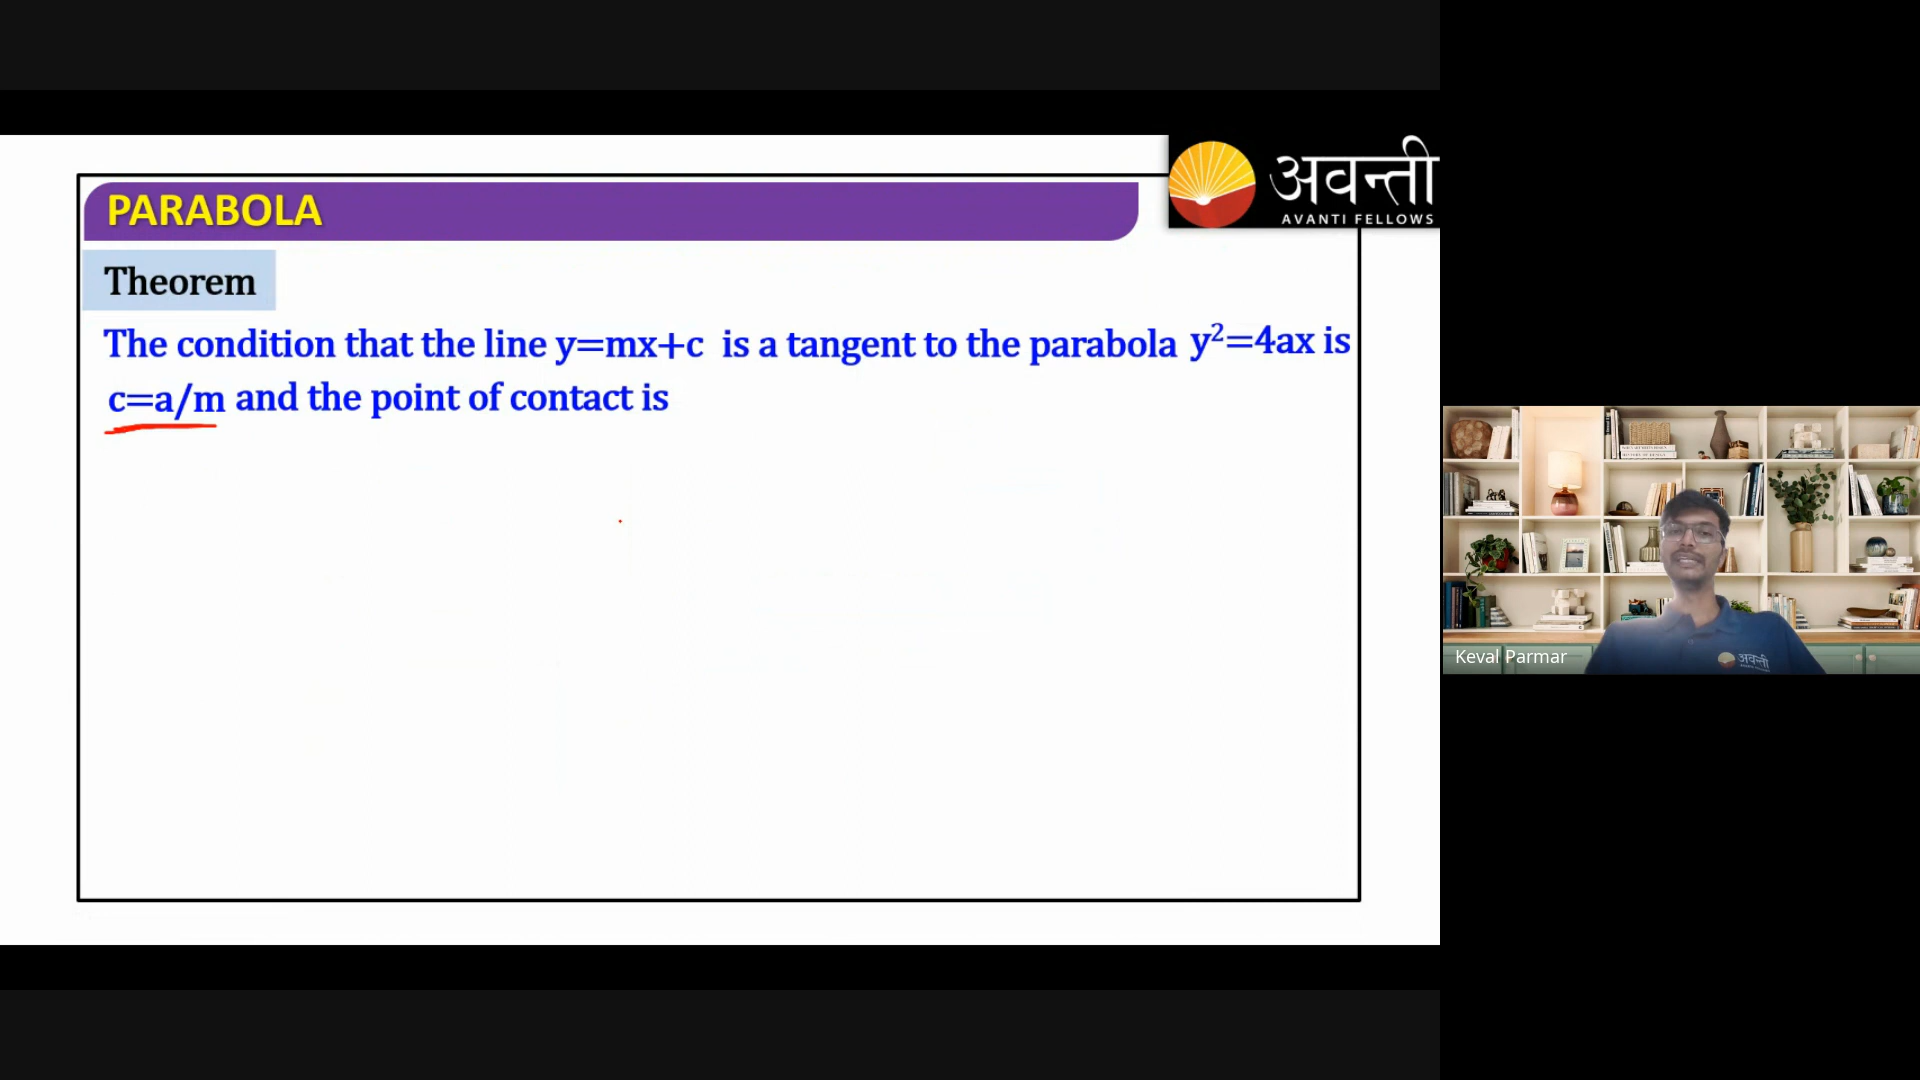 PARABOLA
अवन्ती
AVANTI FELLOWS
Theorem
The condition that the line y=mx+c is a tangent to the parabola y²=4ax is
c=a/m and the point of contact is
Keval Parmar
अवन्ती